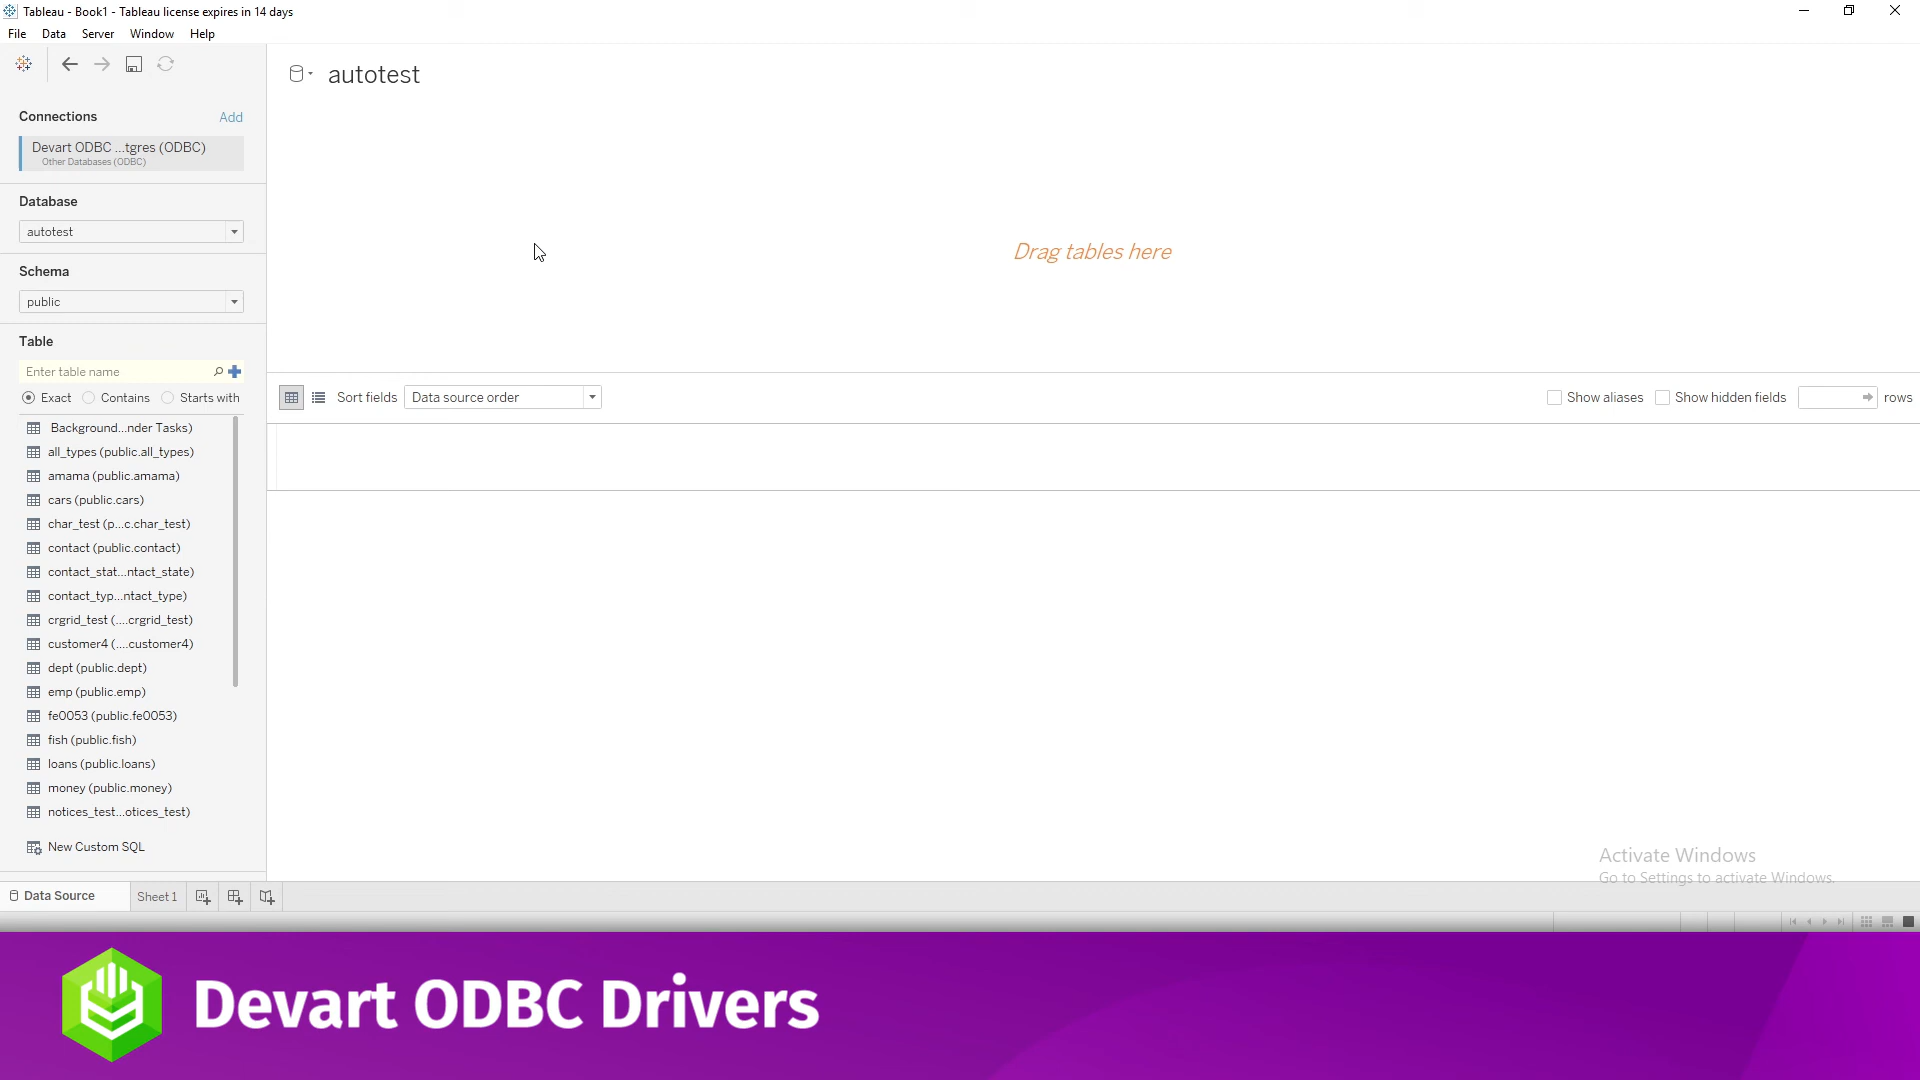 Tableau - Book1 - Tableau license expires in 14 days
File Data Server Window Help
autotest
Connections Add
Devart ODBC ...tgres (ODBC)
Other Databases (ODBC)
Database
autotest
Schema
public
Table
Enter table name
Exact Contains Starts with
Background...nder Tasks)
all_types (public.all_types)
amama (public.amama)
cars (public.cars)
char_test (p...c.char_test)
contact (public.contact)
contact_stat...ntact_state)
contact_typ...ntact_type)
crgrid_test (....crgrid_test)
customer4 (....customer4)
dept (public.dept)
emp (public.emp)
fe0053 (public.fe0053)
fish (public.fish)
loans (public.loans)
money (public.money)
notices_test...otices_test)
New Custom SQL
Drag tables here
Sort fields Data source order Show aliases Show hidden fields rows
Activate Windows
Go to Settings to activate Windows.
Data Source Sheet 1
Devart ODBC Drivers